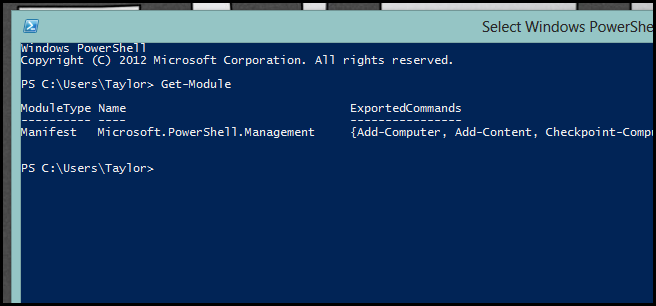 Select Windows PowerShe
Windows PowerShell
Copyright (C) 2012 Microsoft Corporation. All rights reserved.
PS C:\Users\Taylor> Get-Module
ModuleType Name ExportedCommands
---------- ---- ----------------
Manifest Microsoft.PowerShell.Management {Add-Computer, Add-Content, Checkpoint-Compu
PS C:\Users\Taylor>